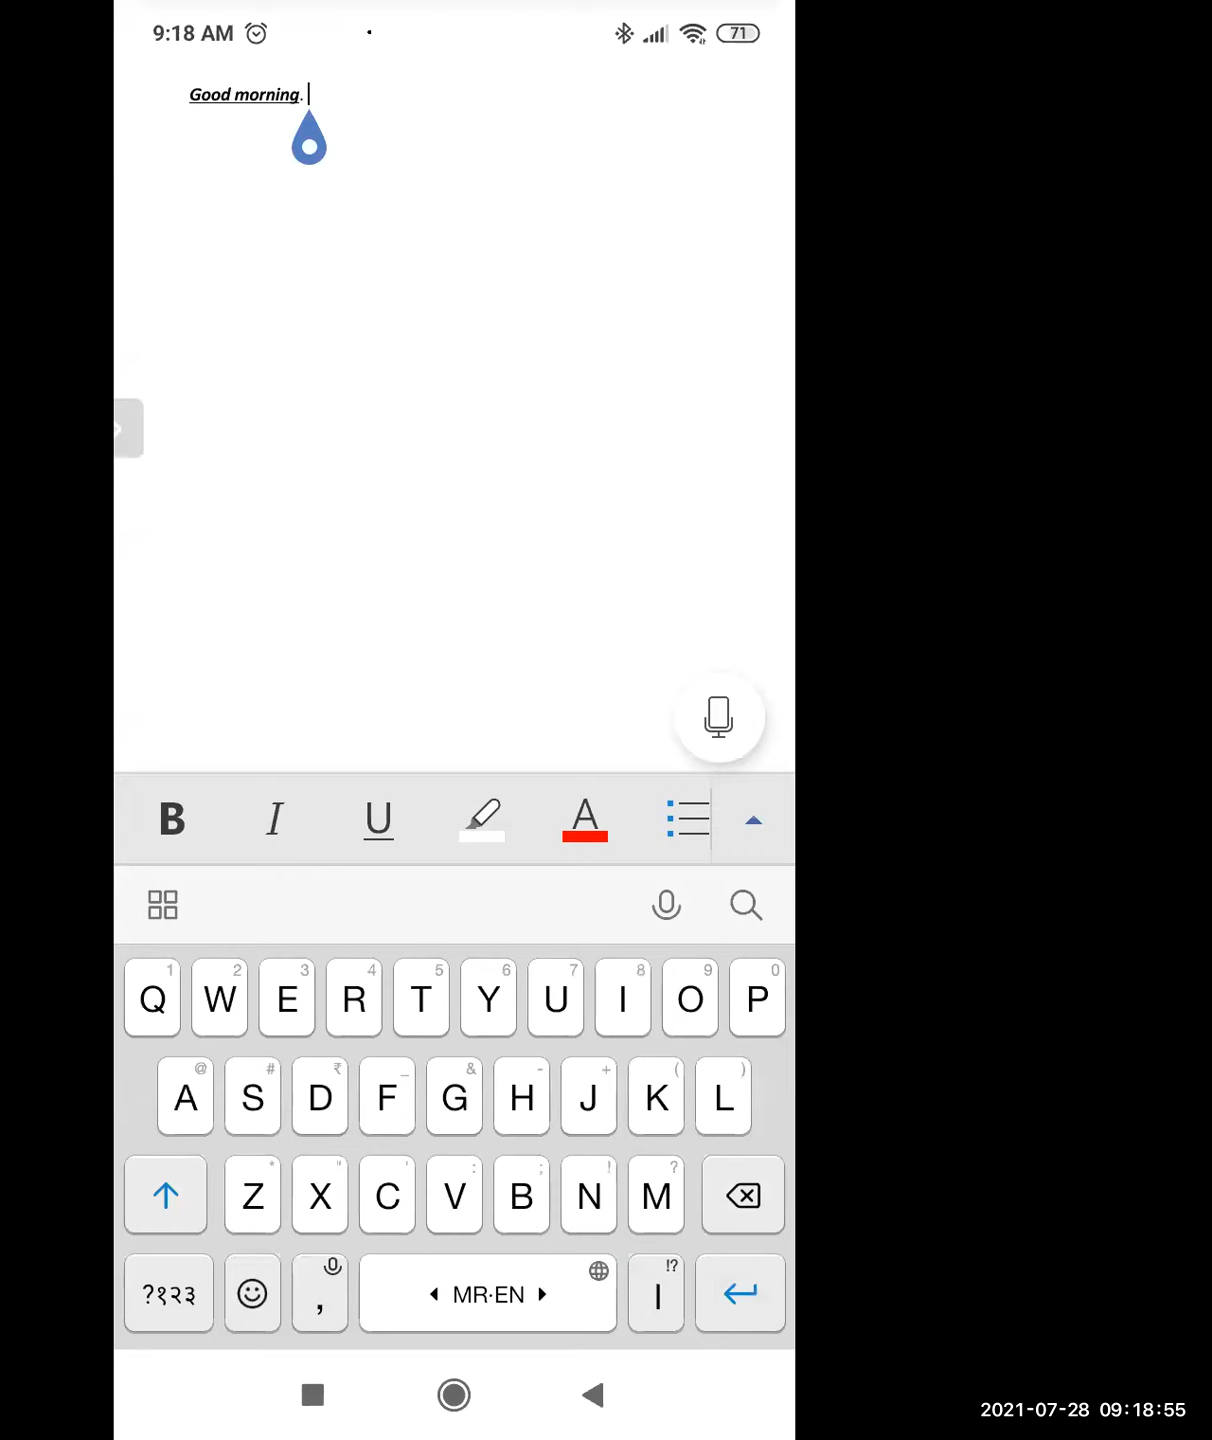 9:18 AM
71
Good morning.
B I U A
1 2 3 4 5 6 7 8 9 0
Q W E R T Y U I O P
@ # ₹ _ & - + ( )
A S D F G H J K L
* " ' : ; ! ?
Z X C V B N M
!?
?१२३ , MR·EN |
2021-07-28 09:18:55